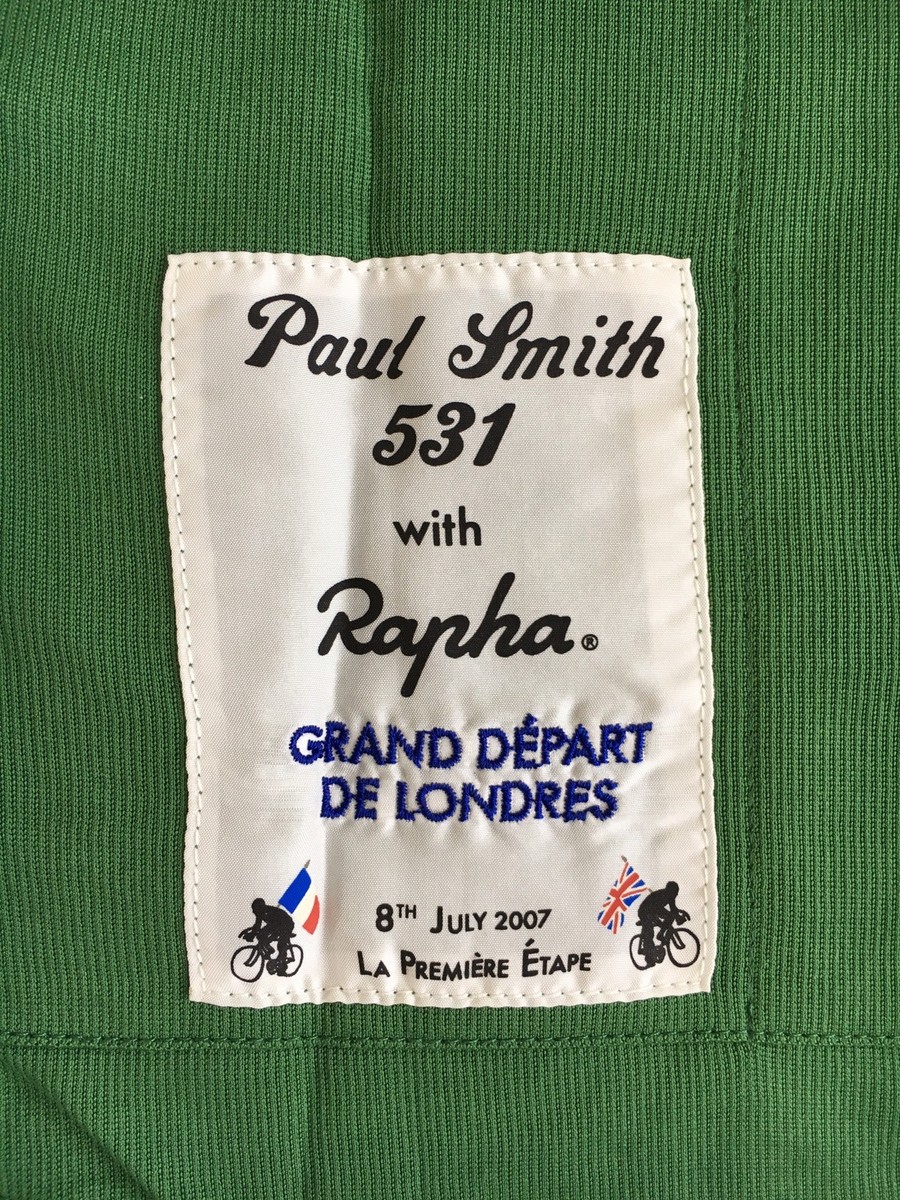 Paul Smith
531
with
Rapha®
GRAND DÉPART
DE LONDRES
8TH JULY 2007
LA PREMIÈRE ÉTAPE